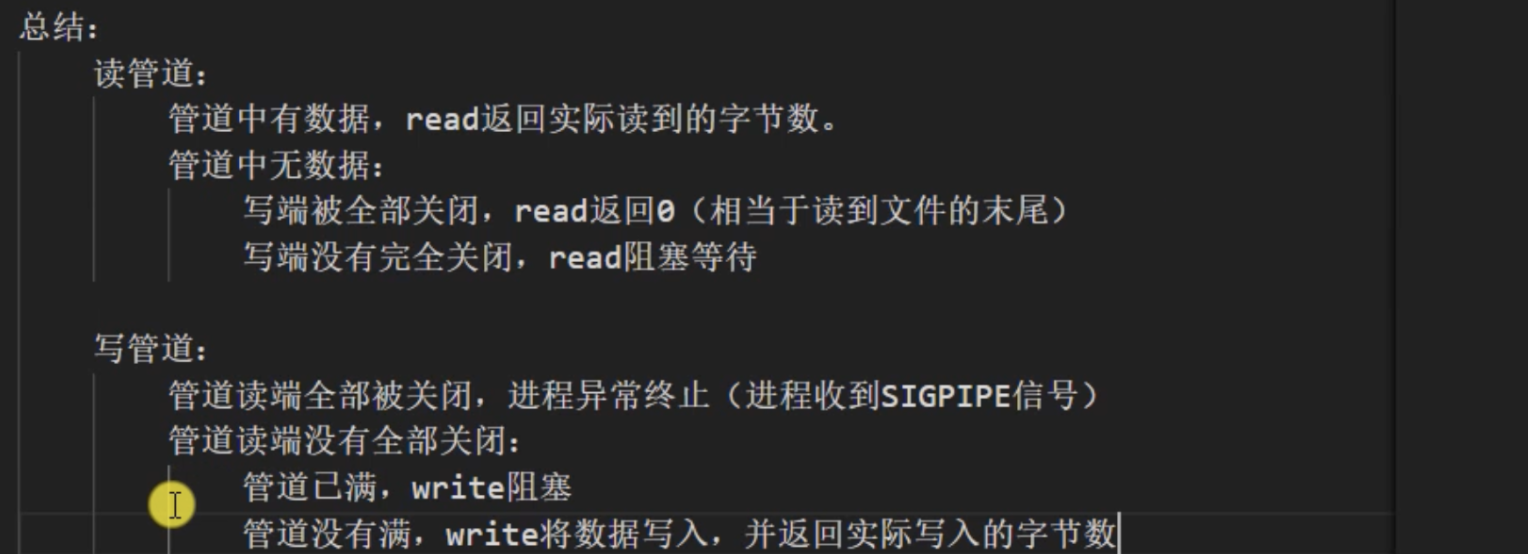 总结：
读管道：
管道中有数据，read返回实际读到的字节数。
管道中无数据：
写端被全部关闭，read返回0（相当于读到文件的末尾）
写端没有完全关闭，read阻塞等待
写管道：
管道读端全部被关闭，进程异常终止（进程收到SIGPIPE信号）
管道读端没有全部关闭：
管道已满，write阻塞
管道没有满，write将数据写入，并返回实际写入的字节数